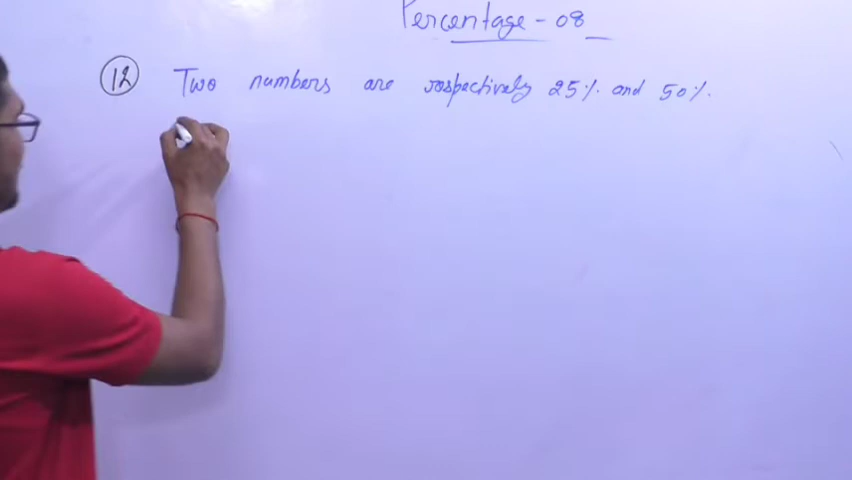 Percentage - 08
12 Two numbers are respectively 25% and 50%.